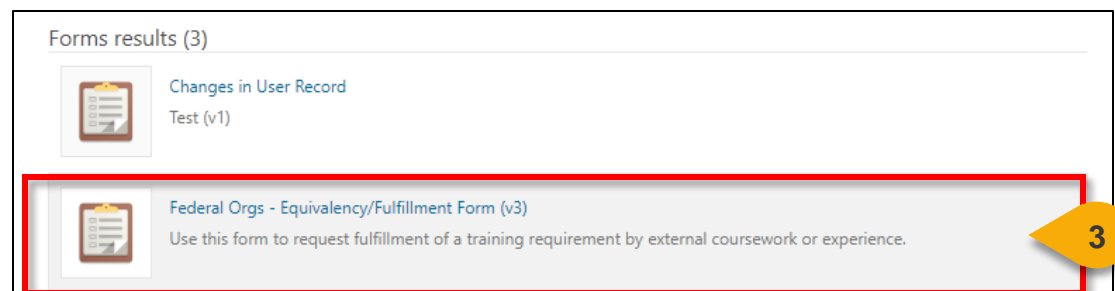 Forms results (3)
Changes in User Record
Test (v1)
Federal Orgs - Equivalency/Fulfillment Form (v3)
Use this form to request fulfillment of a training requirement by external coursework or experience.
3